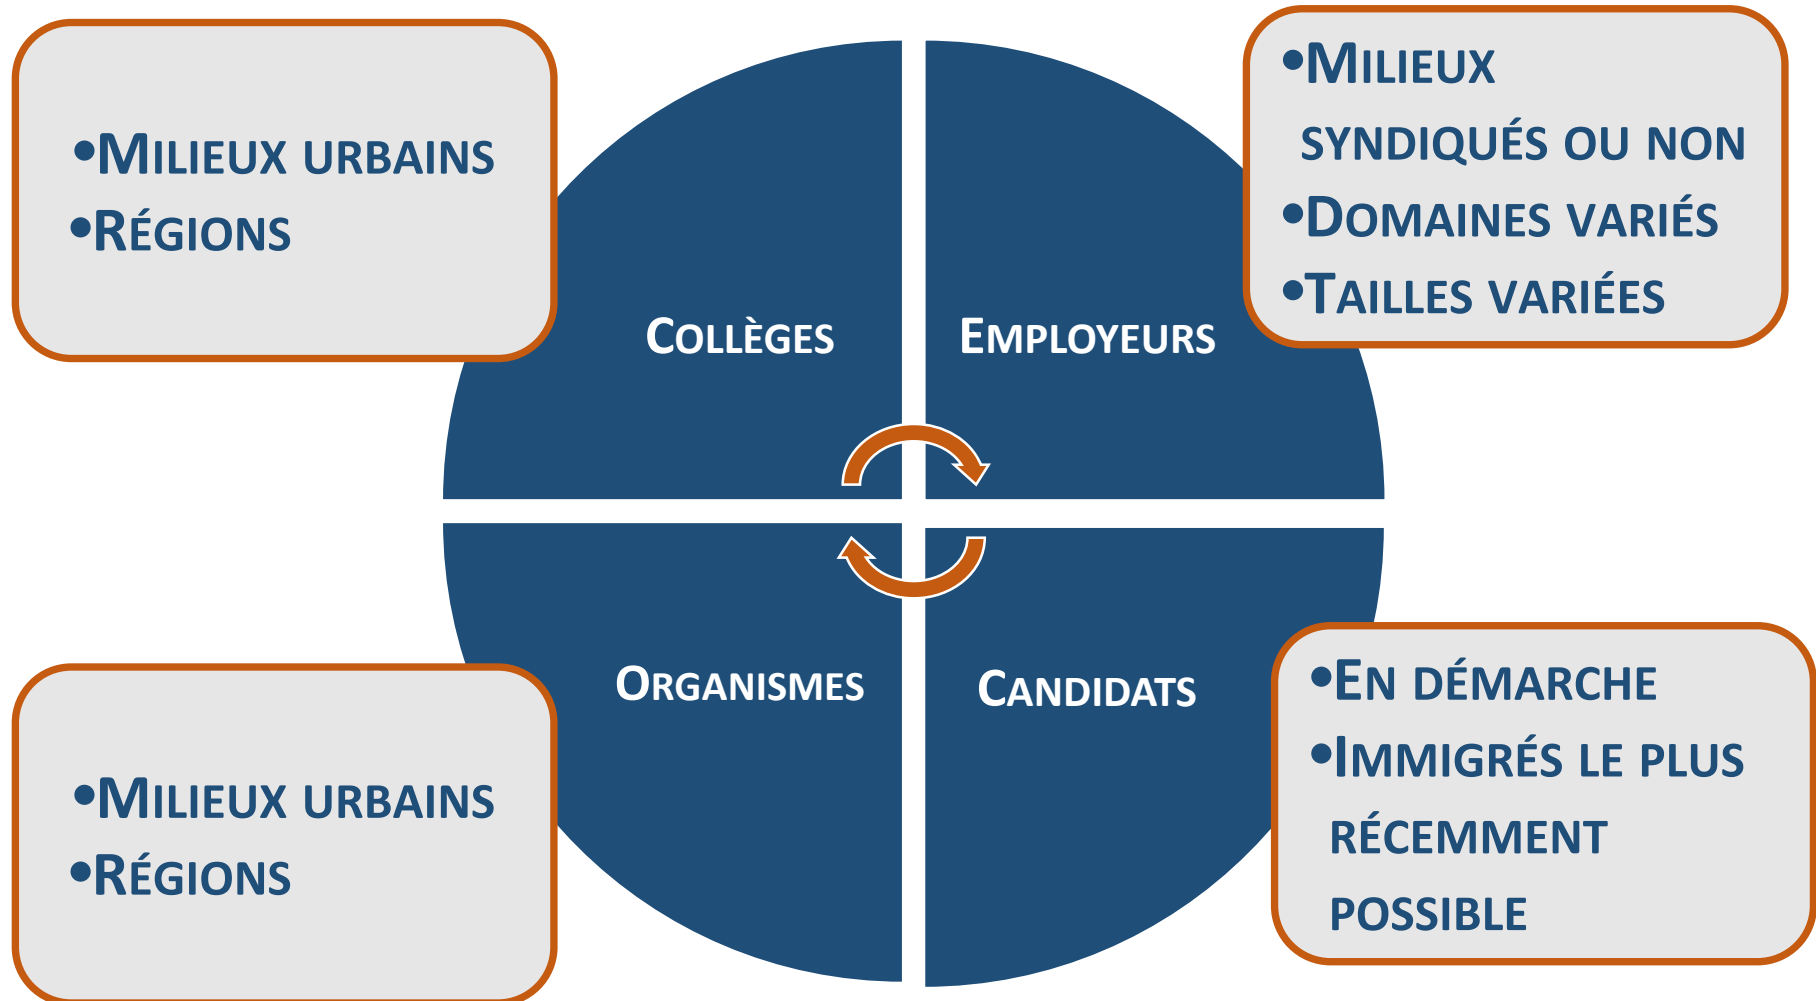 •Milieux urbains
•Régions
•Milieux
syndiqués ou non
•Domaines variés
•Tailles variées
Collèges
Employeurs
Organismes
Candidats
•Milieux urbains
•Régions
•En démarche
•Immigrés le plus
récemment
possible